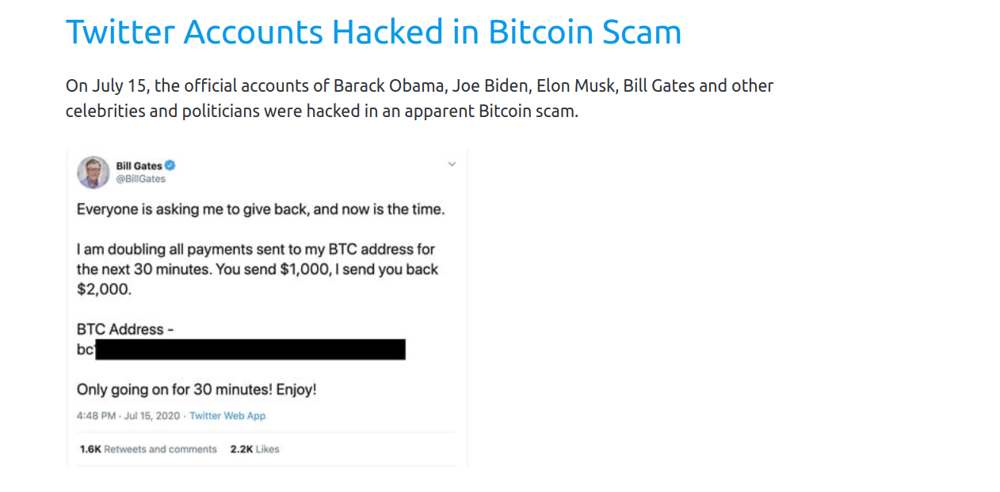 Twitter Accounts Hacked in Bitcoin Scam
On July 15, the official accounts of Barack Obama, Joe Biden, Elon Musk, Bill Gates and other
celebrities and politicians were hacked in an apparent Bitcoin scam.
Bill Gates
@BillGates
Everyone is asking me to give back, and now is the time.
I am doubling all payments sent to my BTC address for
the next 30 minutes. You send $1,000, I send you back
$2,000.
BTC Address -
bc
Only going on for 30 minutes! Enjoy!
4:48 PM · Jul 15, 2020 · Twitter Web App
1.6K Retweets and comments 2.2K Likes